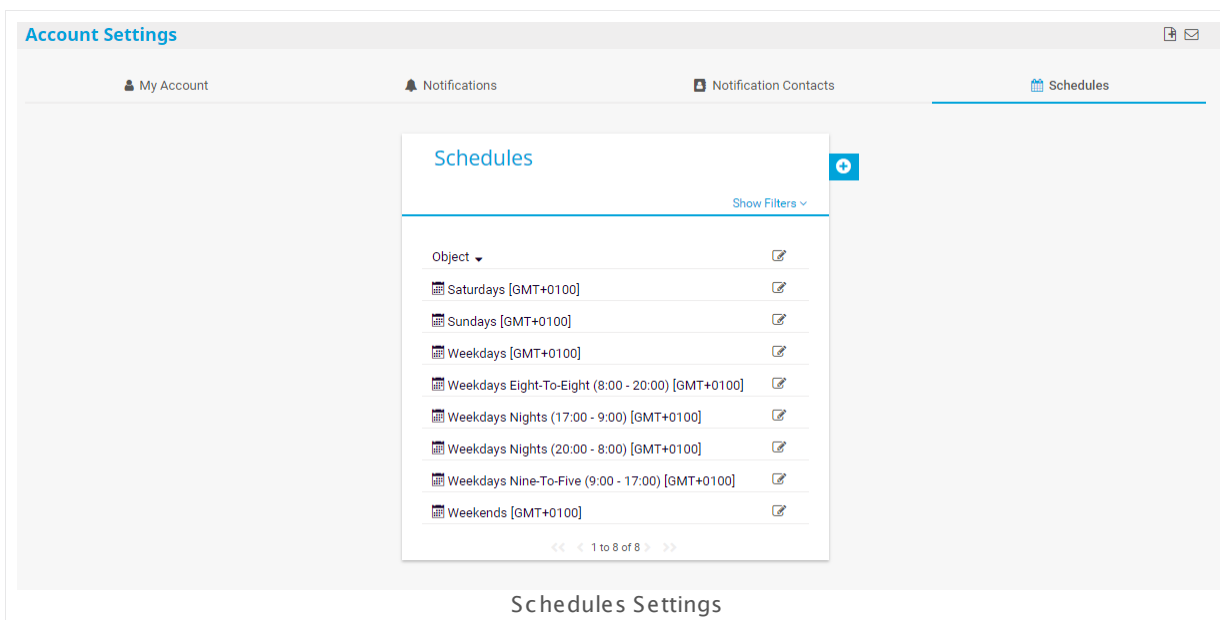 Account Settings
My Account
Notifications
Notification Contacts
Schedules
Schedules
Show Filters
Object
Saturdays [GMT+0100]
Sundays [GMT+0100]
Weekdays [GMT+0100]
Weekdays Eight-To-Eight (8:00 - 20:00) [GMT+0100]
Weekdays Nights (17:00 - 9:00) [GMT+0100]
Weekdays Nights (20:00 - 8:00) [GMT+0100]
Weekdays Nine-To-Five (9:00 - 17:00) [GMT+0100]
Weekends [GMT+0100]
1 to 8 of 8
Schedules Settings